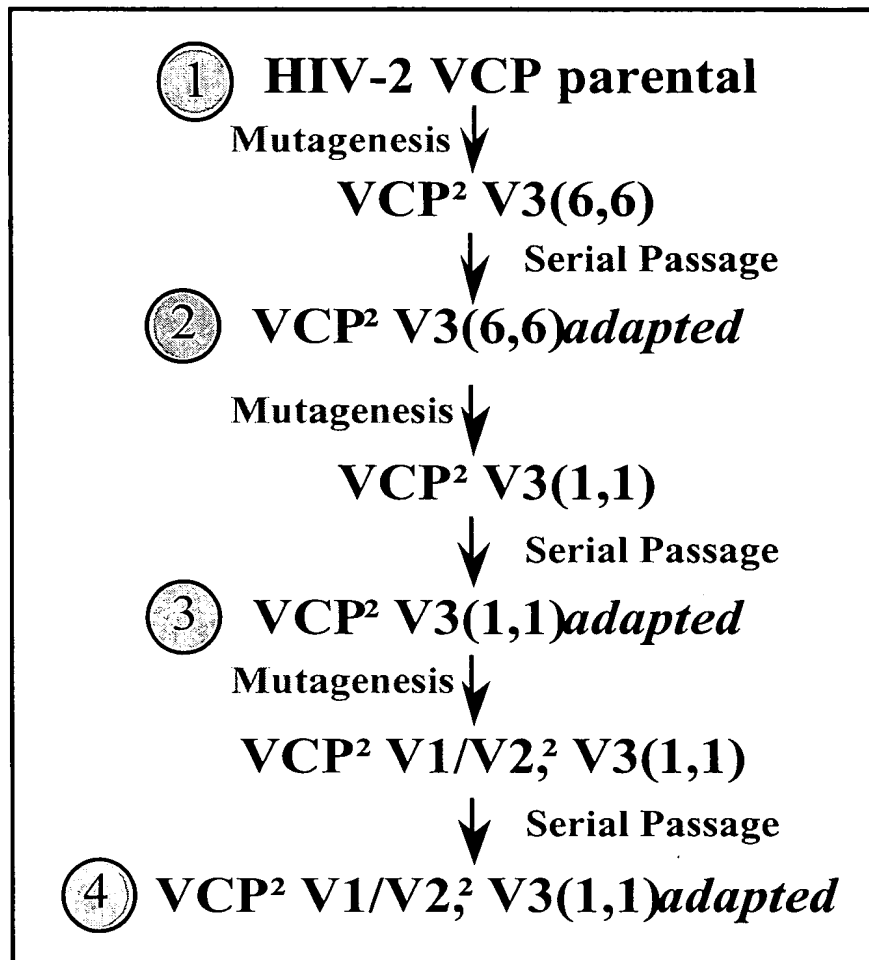 1 HIV-2 VCP parental
Mutagenesis
VCP² V3(6,6)
Serial Passage
2 VCP² V3(6,6)adapted
Mutagenesis
VCP² V3(1,1)
Serial Passage
3 VCP² V3(1,1)adapted
Mutagenesis
VCP² V1/V2,² V3(1,1)
Serial Passage
4 VCP² V1/V2,² V3(1,1)adapted